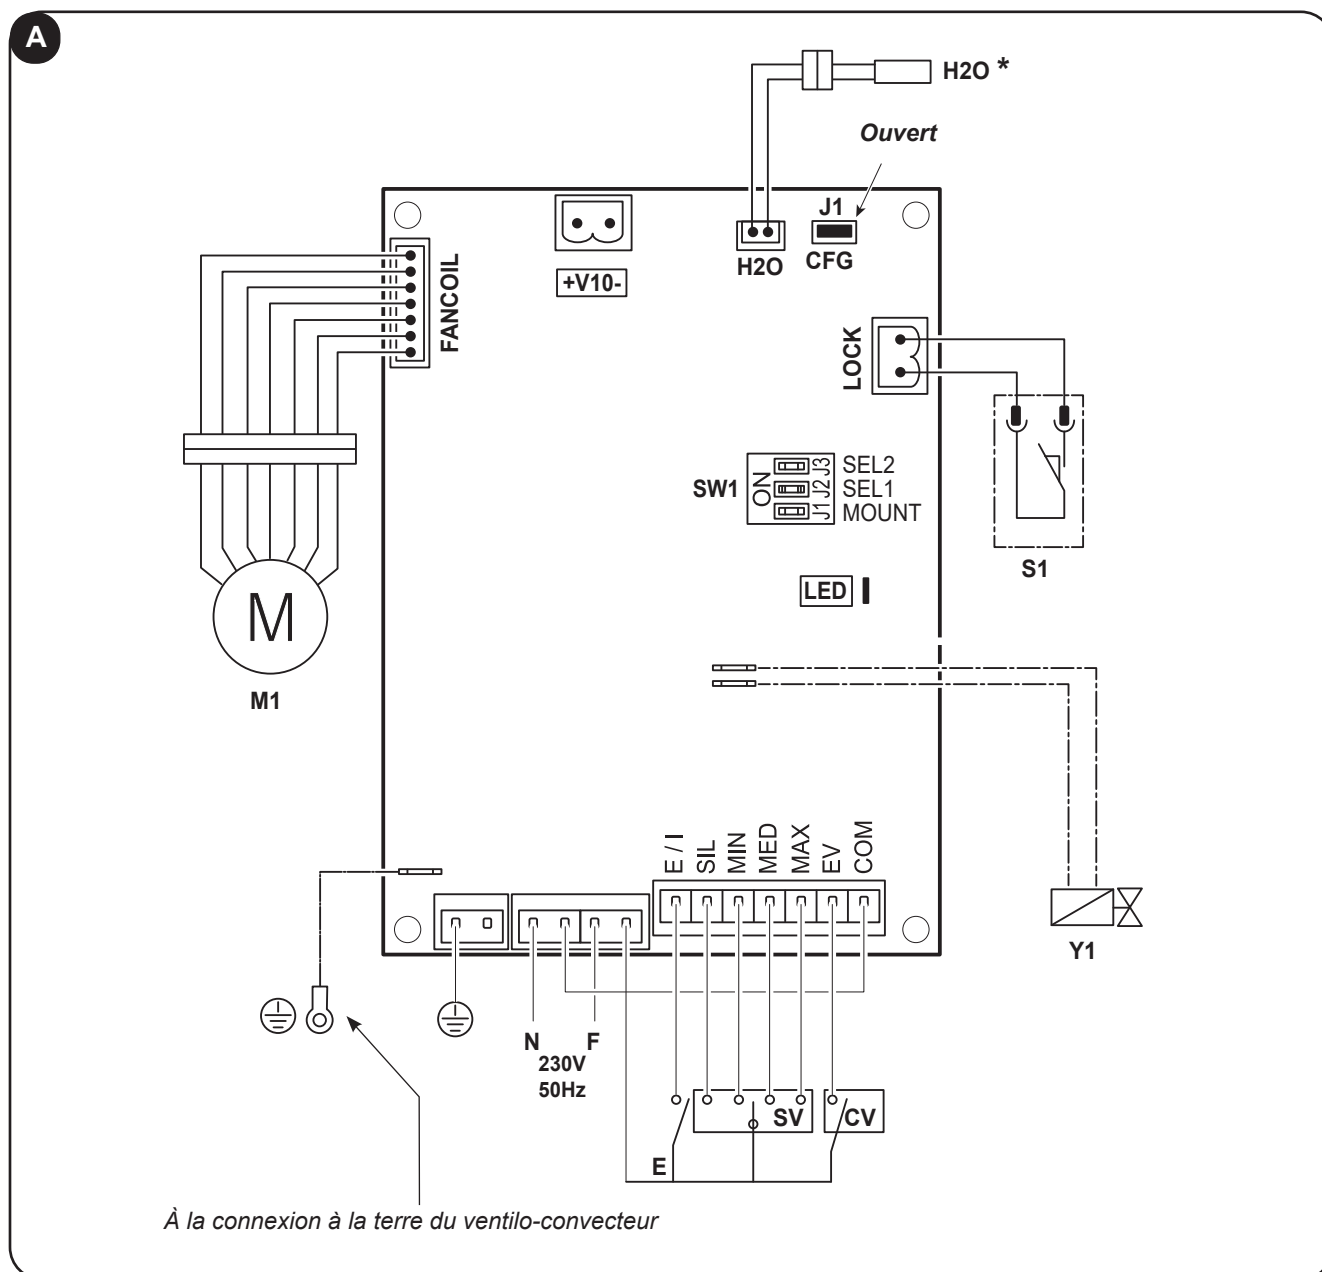 A
H2O *
Ouvert
J1
H2O
CFG
+V10-
FANCOIL
LOCK
SW1
ON
J3 SEL2
J2 SEL1
J1 MOUNT
S1
LED
M
M1
E / I
SIL
MIN
MED
MAX
EV
COM
Y1
N F
230V
50Hz
SV
CV
E
À la connexion à la terre du ventilo-convecteur